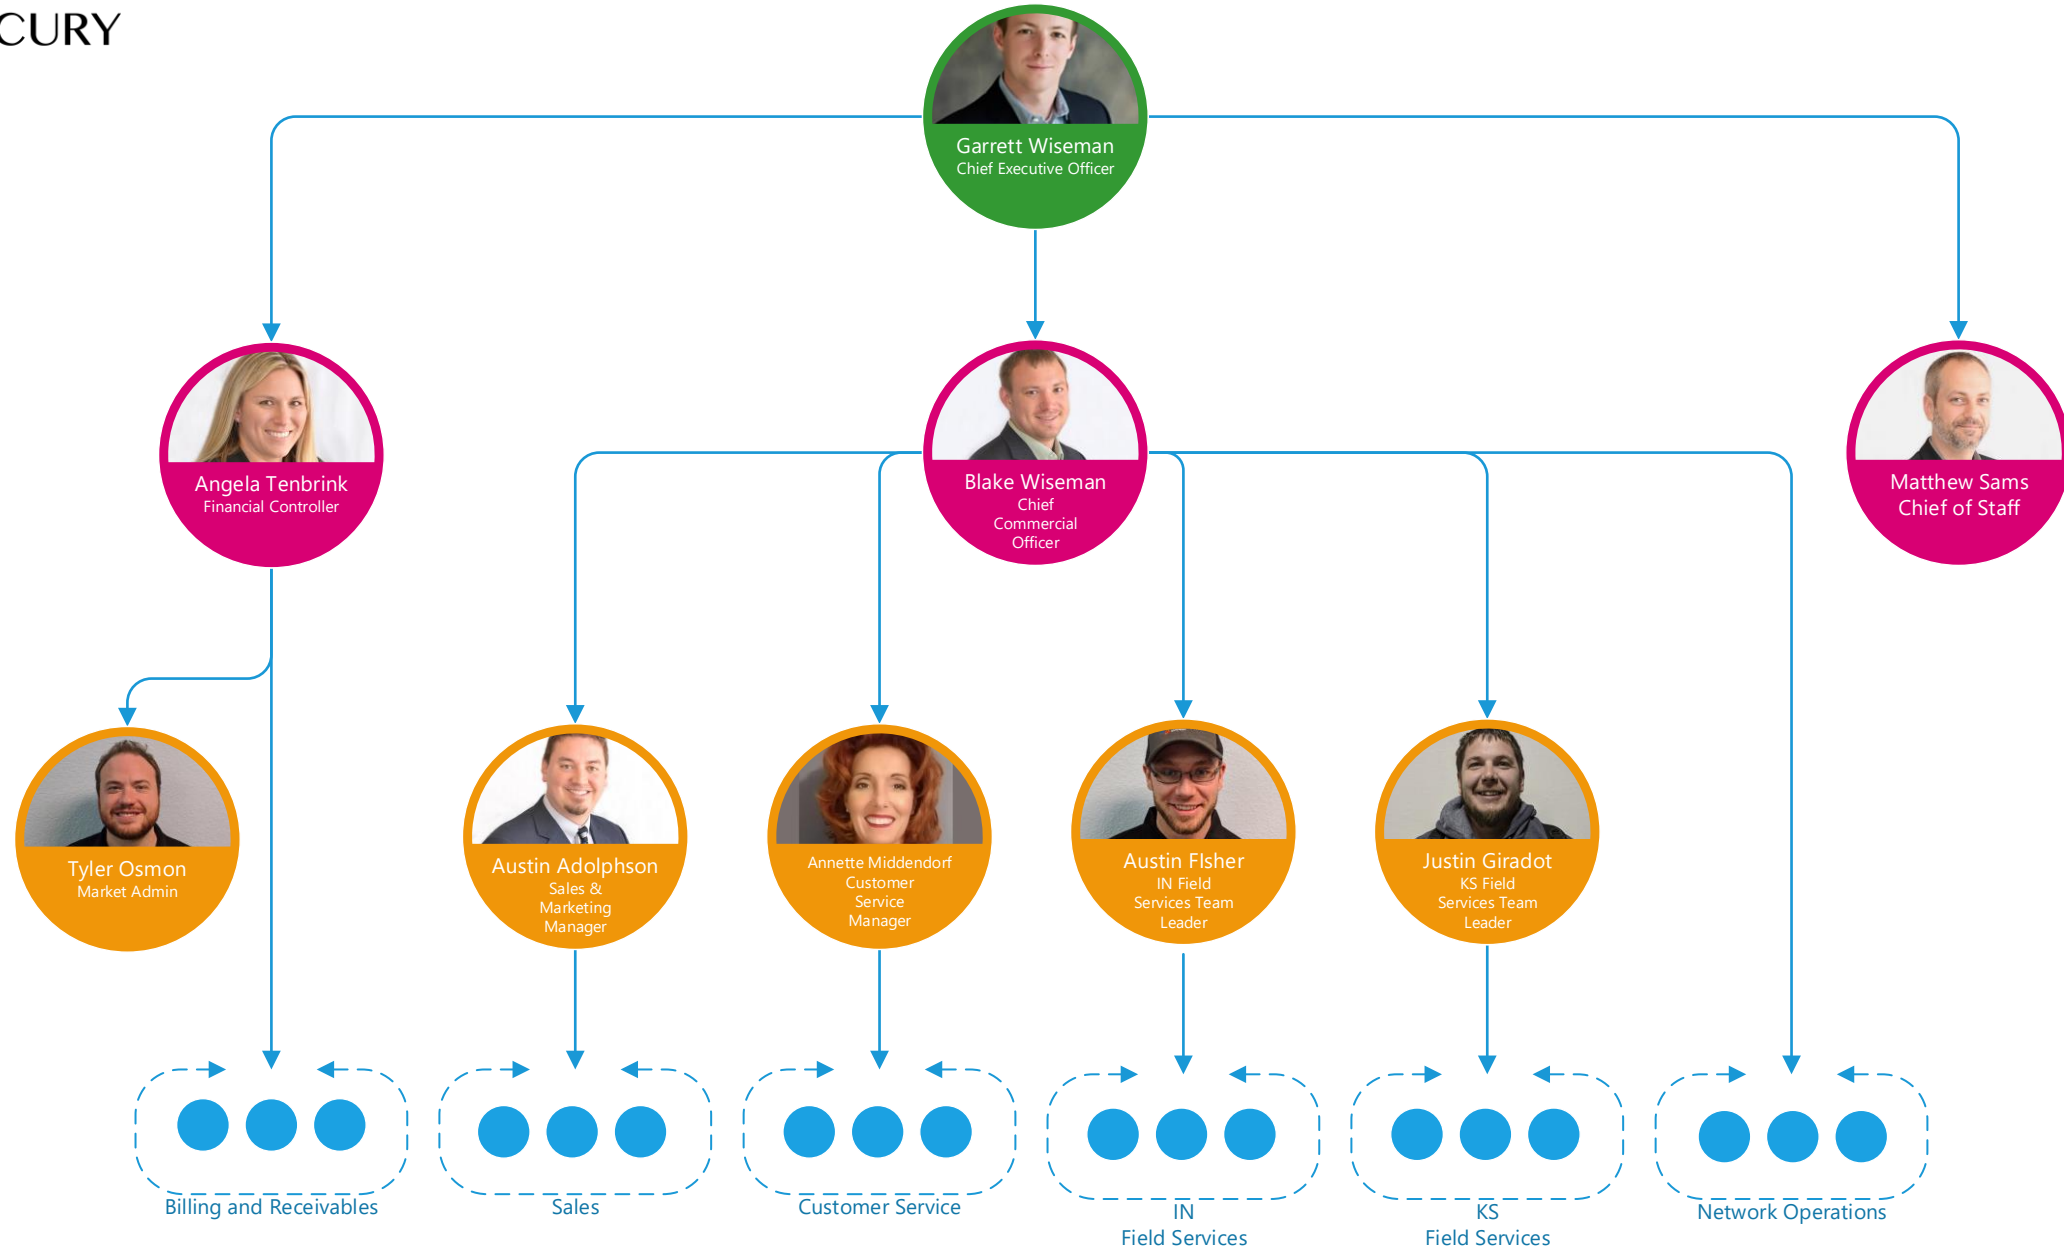 CURY
Garrett Wiseman
Chief Executive Officer
Angela Tenbrink
Financial Controller
Blake Wiseman
Chief
Commercial
Officer
Matthew Sams
Chief of Staff
Tyler Osmon
Market Admin
Austin Adolphson
Sales &
Marketing
Manager
Annette Middendorf
Customer
Service
Manager
Austin FIsher
IN Field
Services Team
Leader
Justin Giradot
KS Field
Services Team
Leader
Billing and Receivables
Sales
Customer Service
IN
Field Services
KS
Field Services
Network Operations